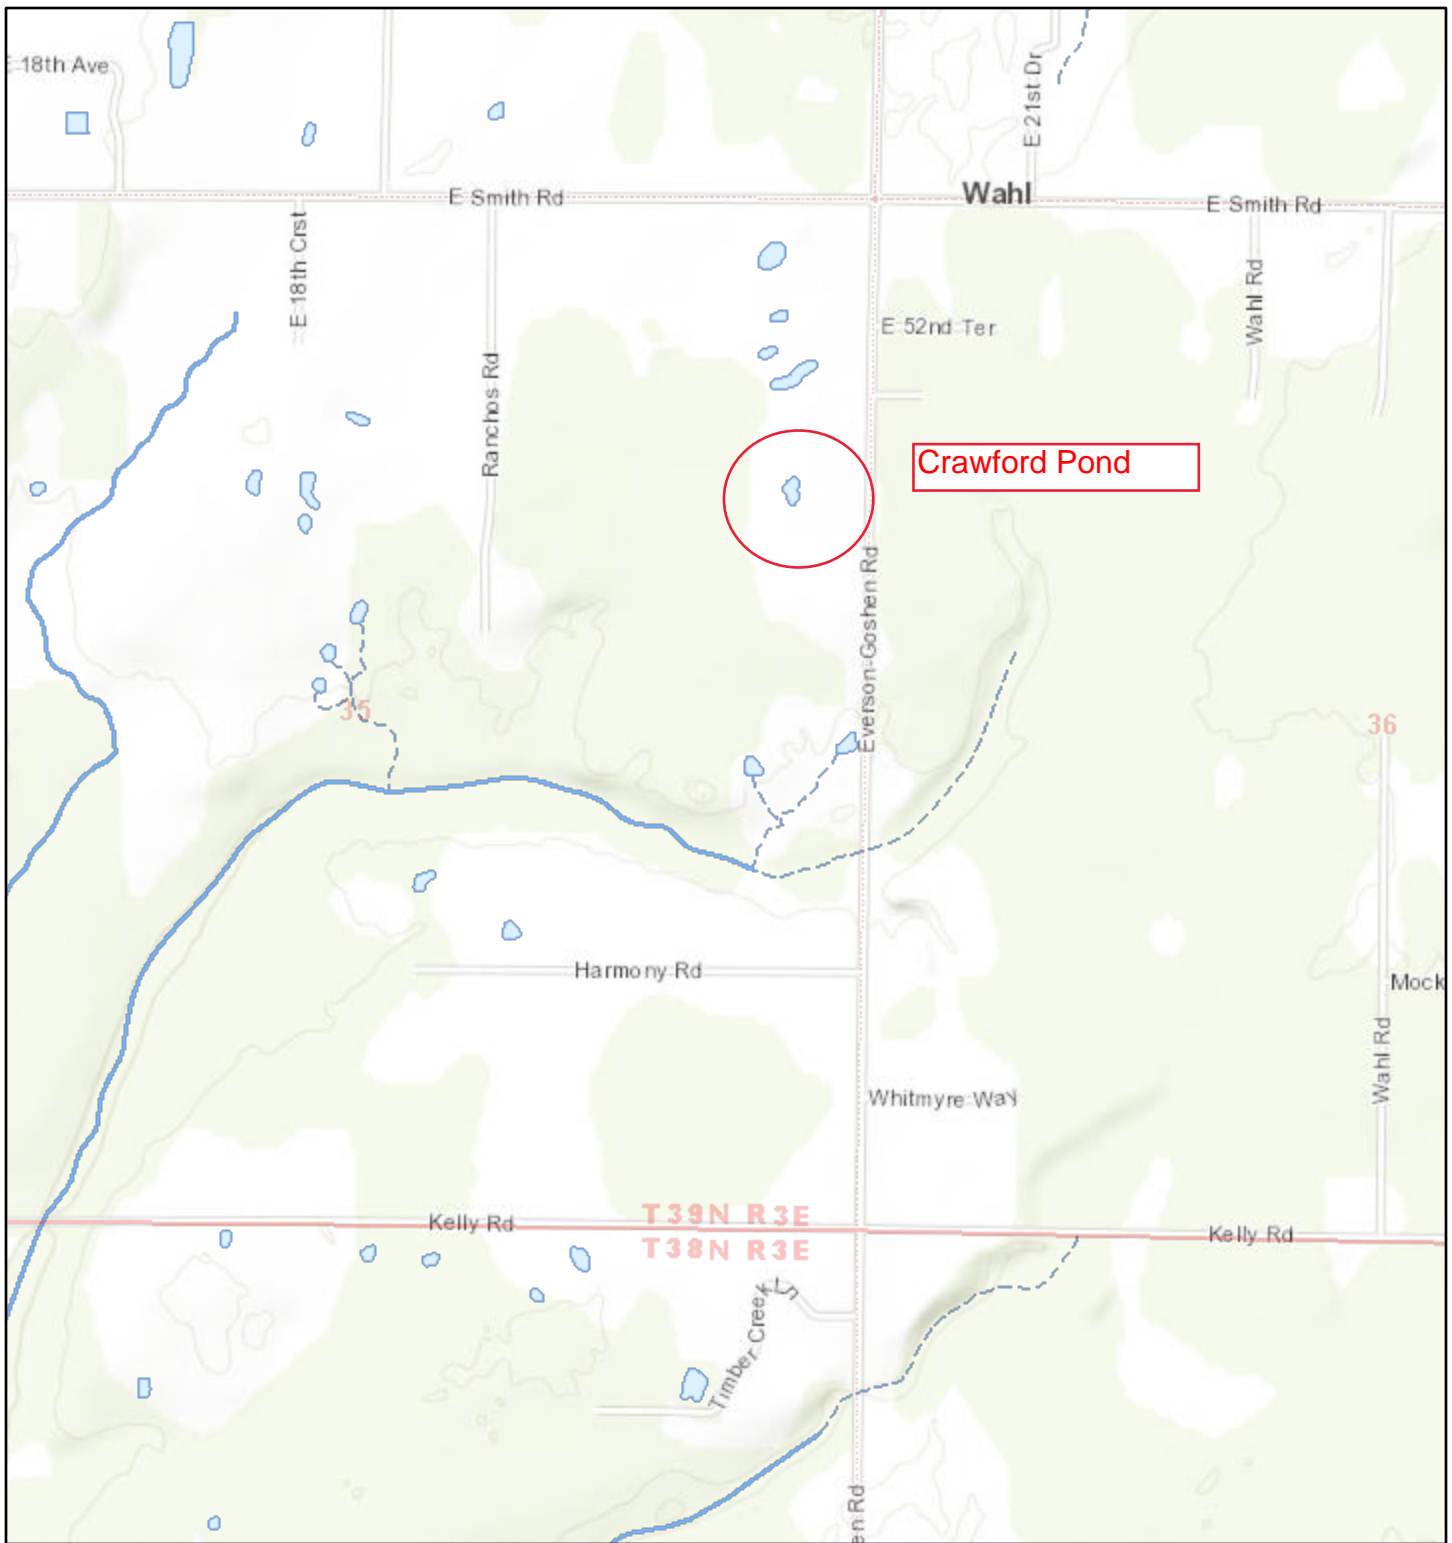 E 18th Ave
E 21st Dr
E Smith Rd
Wahl
E Smith Rd
E 18th Crst
Wahl Rd
E 52nd Ter
Ranchos Rd
Crawford Pond
Everson-Goshen Rd
35
36
Harmony Rd
Mock
Wahl Rd
Whitmyre Way
T39N R3E
Kelly Rd
Kelly Rd
T38N R3E
Timber Creek Ln
en Rd